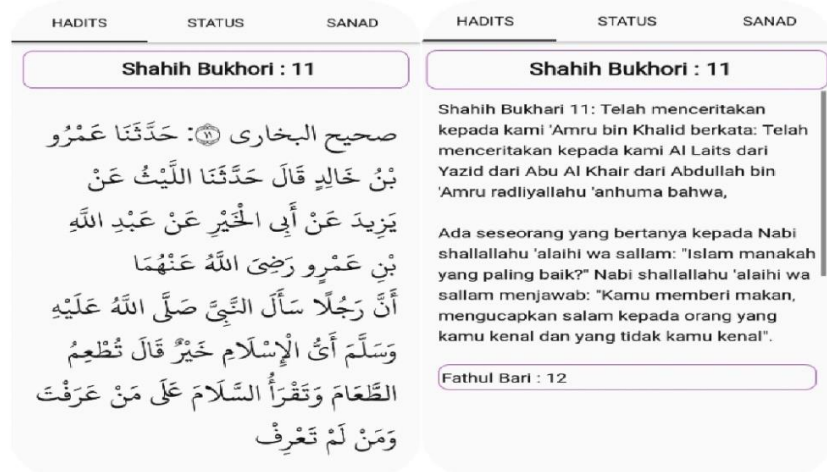 HADITS STATUS SANAD
Shahih Bukhori : 11
صحيح البخاري ۝١١: حَدَّثَنَا عَمْرُو
بْنُ خَالِدٍ قَالَ حَدَّثَنَا اللَّيْثُ عَنْ
يَزِيدَ عَنْ أَبِي الْخَيْرِ عَنْ عَبْدِ اللَّهِ
بْنِ عَمْرٍو رَضِيَ اللَّهُ عَنْهُمَا
أَنَّ رَجُلًا سَأَلَ النَّبِيَّ صَلَّى اللَّهُ عَلَيْهِ
وَسَلَّمَ أَيُّ الْإِسْلَامِ خَيْرٌ قَالَ تُطْعِمُ
الطَّعَامَ وَتَقْرَأُ السَّلَامَ عَلَى مَنْ عَرَفْتَ
وَمَنْ لَمْ تَعْرِفْ
HADITS STATUS SANAD
Shahih Bukhori : 11
Shahih Bukhari 11: Telah menceritakan
kepada kami 'Amru bin Khalid berkata: Telah
menceritakan kepada kami Al Laits dari
Yazid dari Abu Al Khair dari Abdullah bin
'Amru radliyallahu 'anhuma bahwa,
Ada seseorang yang bertanya kepada Nabi
shallallahu 'alaihi wa sallam: "Islam manakah
yang paling baik?" Nabi shallallahu 'alaihi wa
sallam menjawab: "Kamu memberi makan,
mengucapkan salam kepada orang yang
kamu kenal dan yang tidak kamu kenal".
Fathul Bari : 12